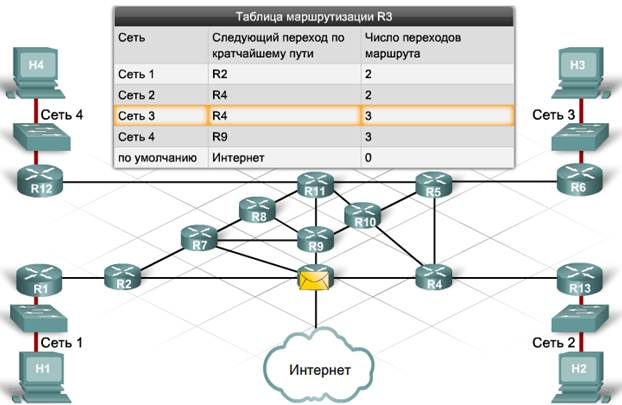 Таблица маршрутизации R3
Сеть Следующий переход по кратчайшему пути Число переходов маршрута
Сеть 1 R2 2
Сеть 2 R4 2
Сеть 3 R4 3
Сеть 4 R9 3
по умолчанию Интернет 0
H4
H3
Сеть 4
Сеть 3
R12
R11
R5
R6
R8
R10
R7
R9
R1
R2
R4
R13
Сеть 1
Сеть 2
Интернет
H1
H2